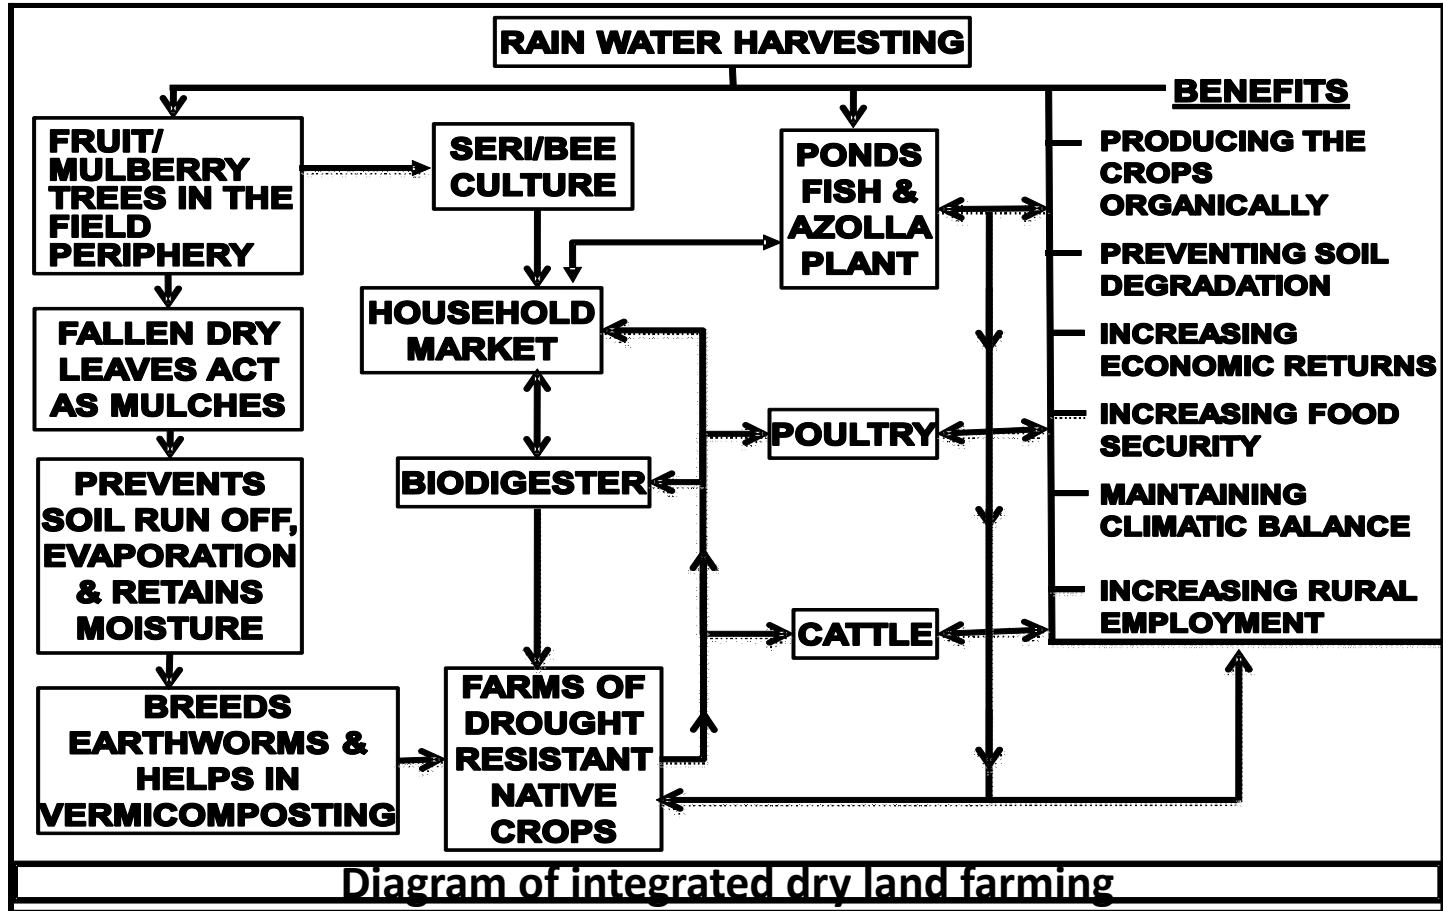 RAIN WATER HARVESTING
FRUIT/
MULBERRY
TREES IN THE
FIELD
PERIPHERY
SERI/BEE
CULTURE
PONDS
FISH &
AZOLLA
PLANT
BENEFITS
PRODUCING THE
CROPS
ORGANICALLY
PREVENTING SOIL
DEGRADATION
INCREASING
ECONOMIC RETURNS
INCREASING FOOD
SECURITY
MAINTAINING
CLIMATIC BALANCE
INCREASING RURAL
EMPLOYMENT
FALLEN DRY
LEAVES ACT
AS MULCHES
HOUSEHOLD
MARKET
POULTRY
BIODIGESTER
PREVENTS
SOIL RUN OFF,
EVAPORATION
& RETAINS
MOISTURE
CATTLE
BREEDS
EARTHWORMS &
HELPS IN
VERMICOMPOSTING
FARMS OF
DROUGHT
RESISTANT
NATIVE
CROPS
Diagram of integrated dry land farming